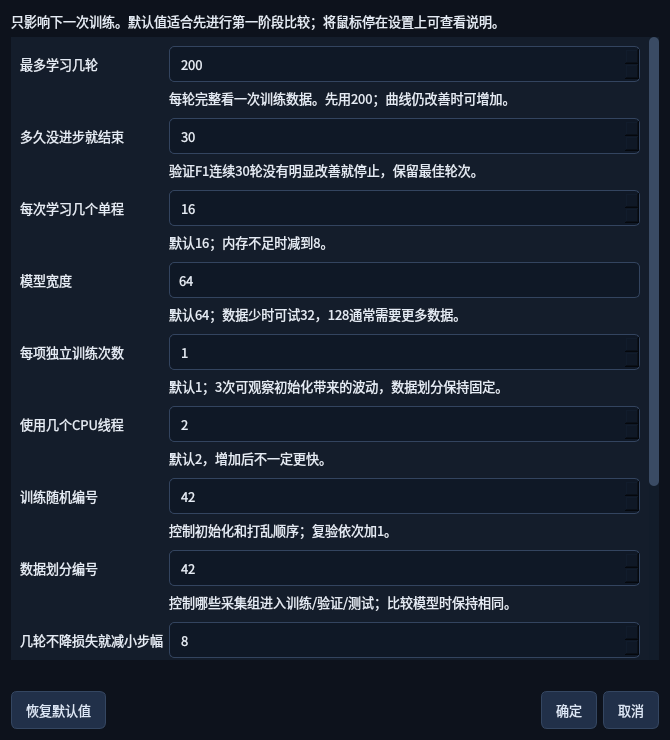 只影响下一次训练。默认值适合先进行第一阶段比较；将鼠标停在设置上可查看说明。
最多学习几轮 200
每轮完整看一次训练数据。先用200；曲线仍改善时可增加。
多久没进步就结束 30
验证F1连续30轮没有明显改善就停止，保留最佳轮次。
每次学习几个单程 16
默认16；内存不足时减到8。
模型宽度 64
默认64；数据少时可试32，128通常需要更多数据。
每项独立训练次数 1
默认1；3次可观察初始化带来的波动，数据划分保持固定。
使用几个CPU线程 2
默认2，增加后不一定更快。
训练随机编号 42
控制初始化和打乱顺序；复验依次加1。
数据划分编号 42
控制哪些采集组进入训练/验证/测试；比较模型时保持相同。
几轮不降损失就减小步幅 8
恢复默认值 确定 取消